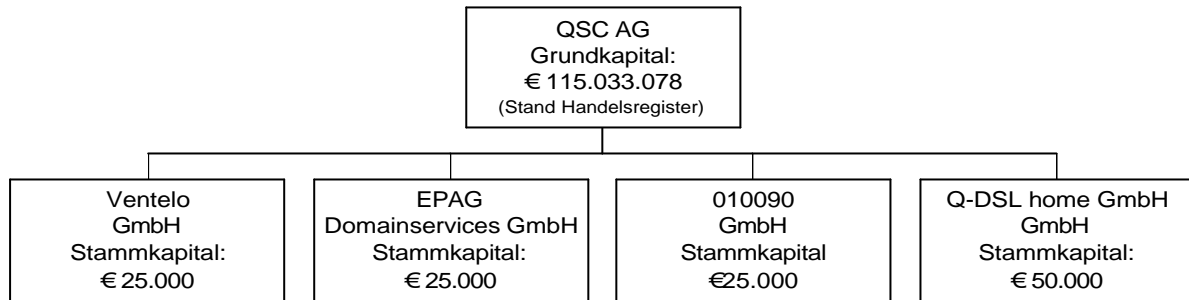 QSC AG
Grundkapital:
€ 115.033.078
(Stand Handelsregister)
Ventelo
GmbH
Stammkapital:
€ 25.000
EPAG
Domainservices GmbH
Stammkapital:
€ 25.000
010090
GmbH
Stammkapital
€25.000
Q-DSL home GmbH
GmbH
Stammkapital:
€ 50.000